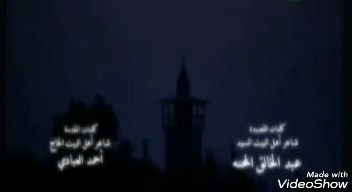 كلمات القصيدة
شاعر أهل البيت السيد
عبد الخالق المحنه
كلمات المقدمة
شاعر أهل البيت الحاج
أحمد العبادي
Made with
VideoShow